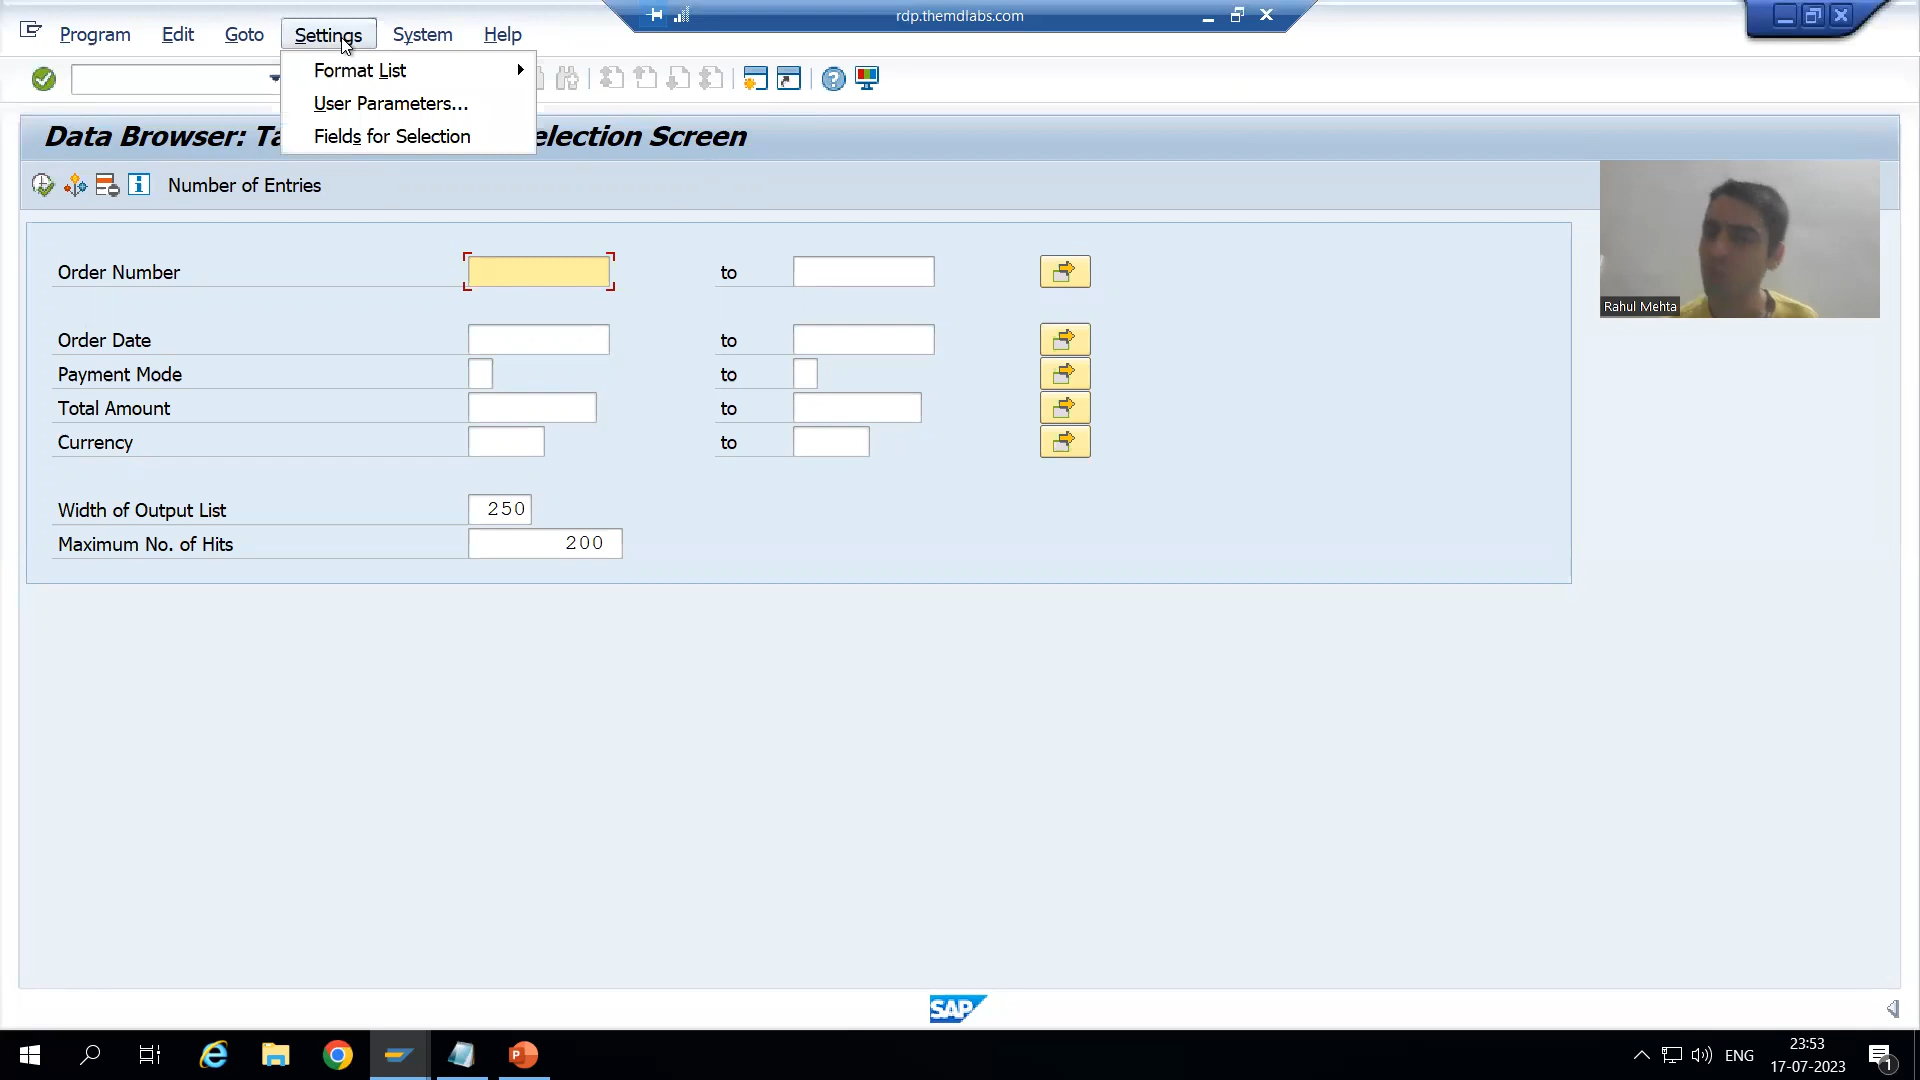 rdp.themdlabs.com
Program Edit Goto Settings System Help
Format List
User Parameters...
Fields for Selection
Data Browser: Ta election Screen
Number of Entries
Order Number to
Rahul Mehta
Order Date to
Payment Mode to
Total Amount to
Currency to
Width of Output List 250
Maximum No. of Hits 200
SAP
23:53
ENG
17-07-2023
1